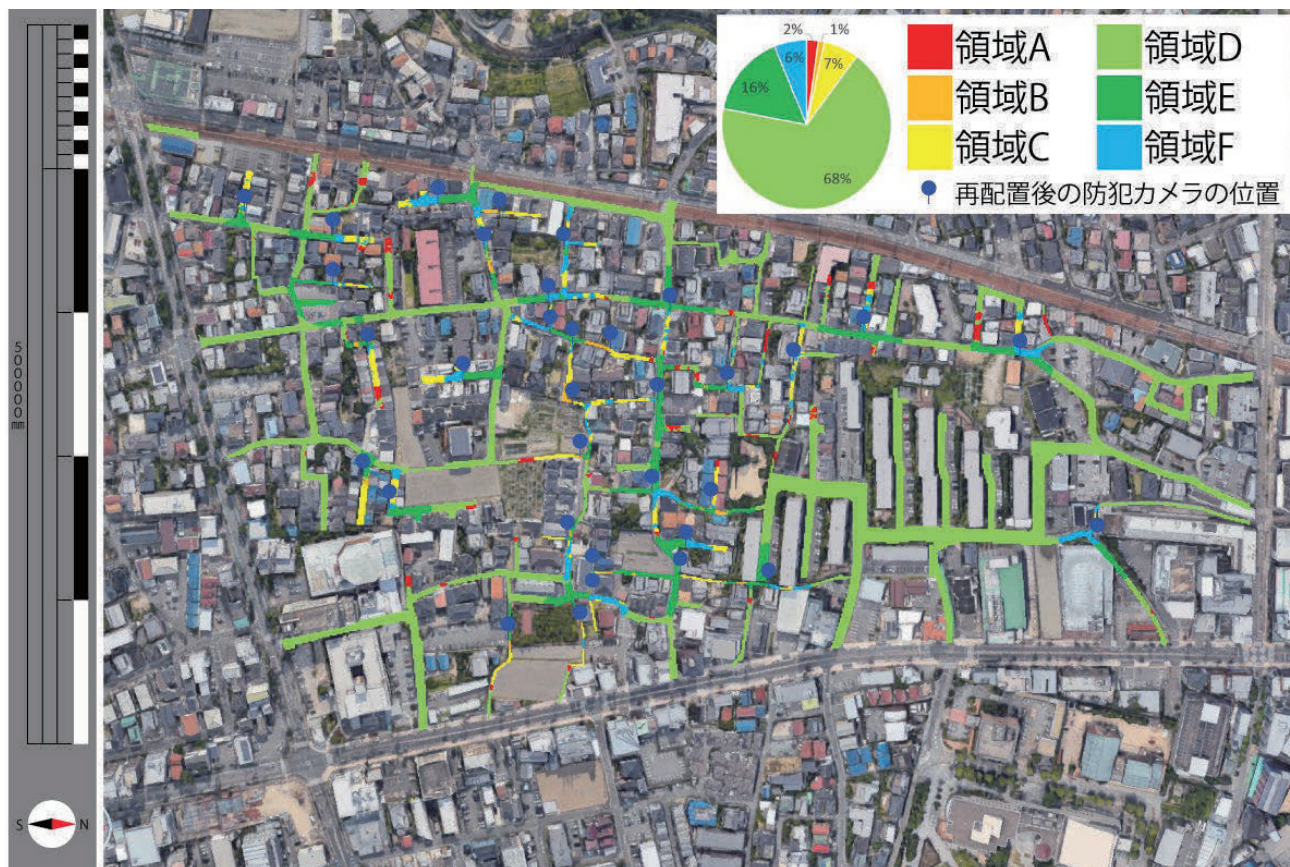 2%
1%
6%
7%
16%
68%
領域A
領域D
領域B
領域E
領域C
領域F
再配置後の防犯カメラの位置
500000mm
S
N